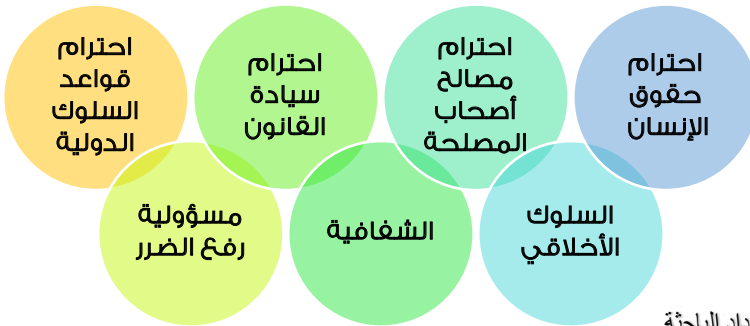 احترام
حقوق
الإنسان
السلوك
الأخلاقي
احترام
مصالح
أصحاب
المصلحة
الشفافية
احترام
سيادة
القانون
مسؤولية
رفع الضرر
احترام
قواعد
السلوك
الدولية
الباحثة